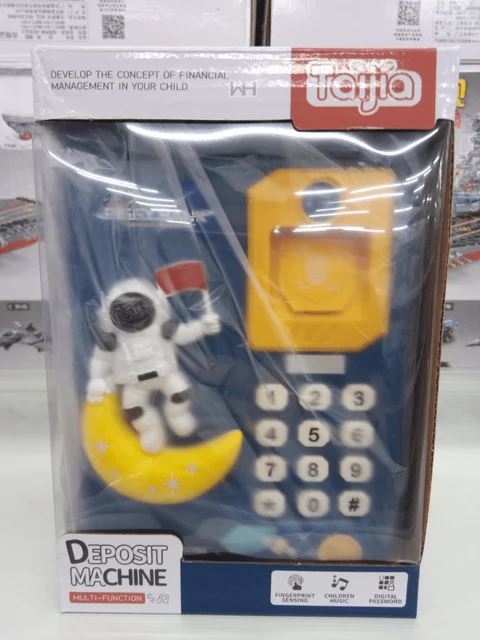 DEVELOP THE CONCEPT OF FINANCIAL
MANAGEMENT IN YOUR CHILD
Tajia
1 2 3
4 5 6
7 8 9
* 0 #
DEPOSIT
MACHINE
MULTI-FUNCTION
FINGERPRINT
SENSING
CHILDREN
MUSIC
DIGITAL
PASSWORD